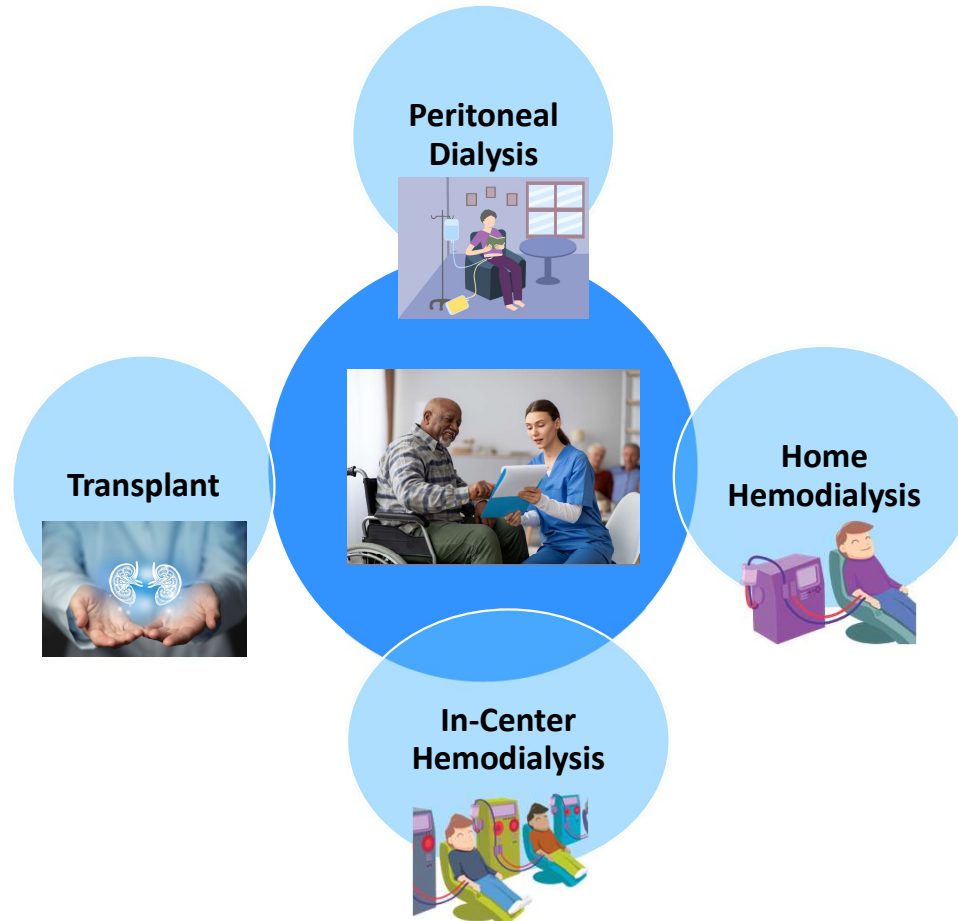 Peritoneal
Dialysis
Transplant
Home
Hemodialysis
In-Center
Hemodialysis